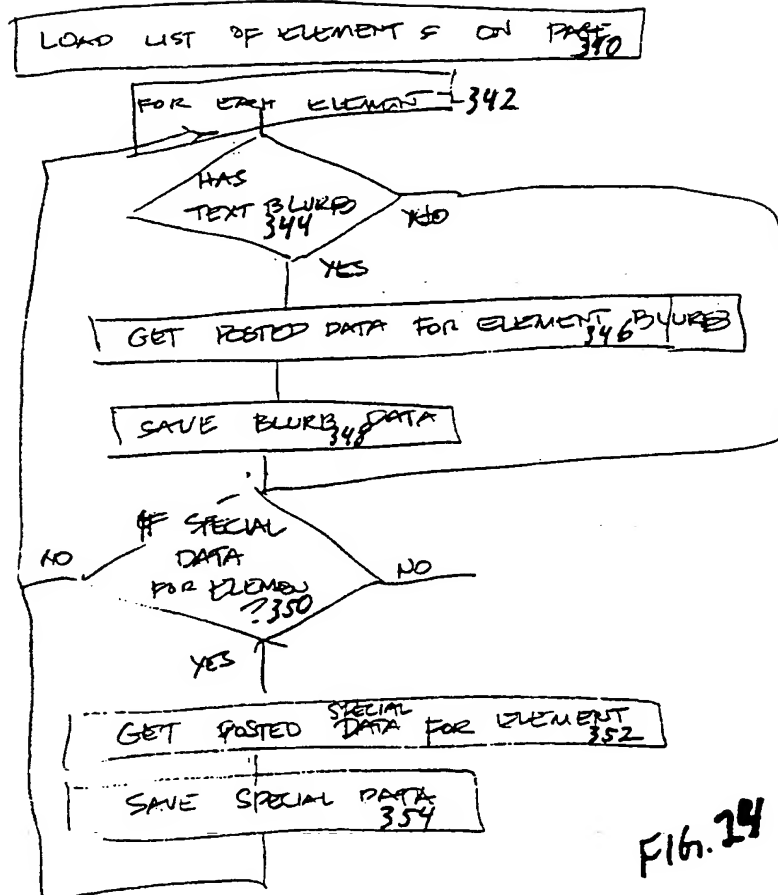 LOAD LIST OF ELEMENTS ON PAGE
340
FOR EACH ELEMENT
342
HAS
TEXT BLURB
344
NO
YES
GET POSTED DATA FOR ELEMENT BLURB
346
SAVE BLURB DATA
348
IF SPECIAL
DATA
FOR ELEMEN
? 350
NO
NO
YES
GET POSTED SPECIAL DATA FOR ELEMENT
352
SAVE SPECIAL DATA
354
FIG. 24